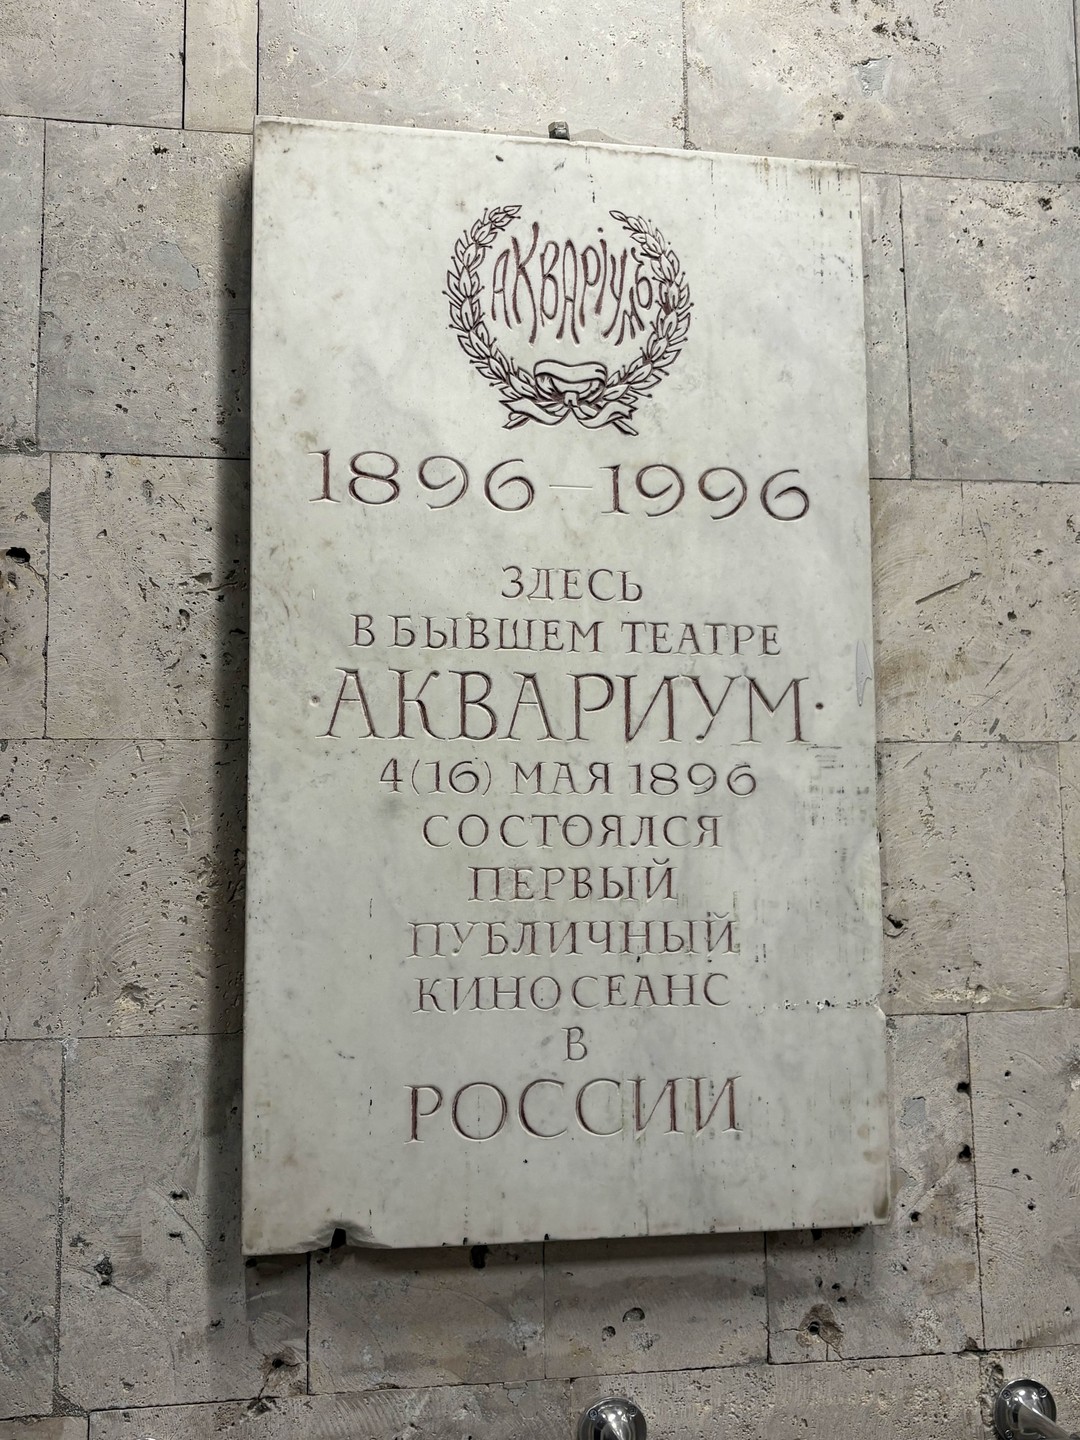 АКВАРІУМЪ
1896–1996
ЗДЕСЬ
В БЫВШЕМ ТЕАТРЕ
·АКВАРИУМ·
4(16) МАЯ 1896
СОСТОЯЛСЯ
ПЕРВЫЙ
ПУБЛИЧНЫЙ
КИНОСЕАНС
В
РОССИИ